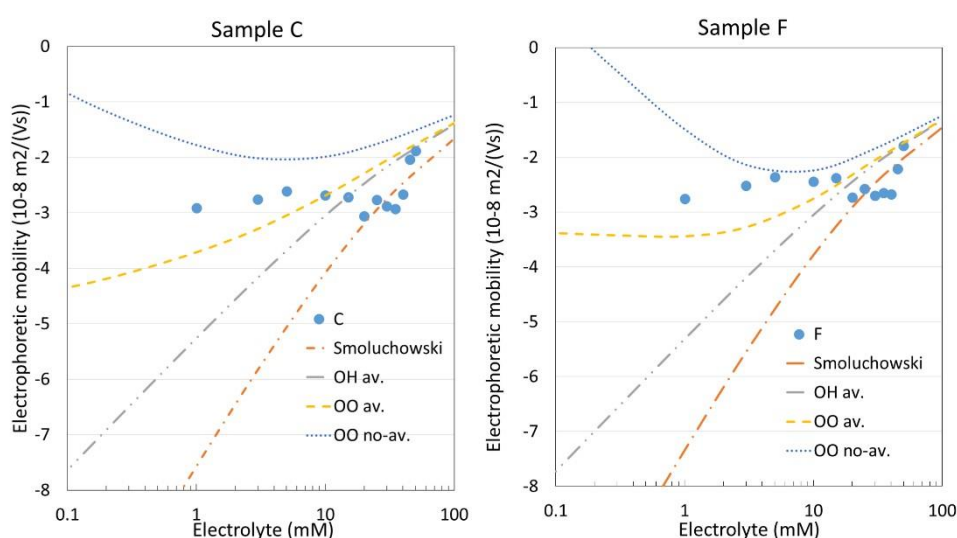 Sample C
0
-1
-2
-3
-4
-5
-6
-7
-8
Electrophoretic mobility (10-8 m2/(Vs))
C
Smoluchowski
OH av.
OO av.
OO no-av.
0.1
1
10
100
Electrolyte (mM)
Sample F
0
-1
-2
-3
-4
-5
-6
-7
-8
Electrophoretic mobility (10-8 m2/(Vs))
F
Smoluchowski
OH av.
OO av.
OO no-av.
0.1
1
10
100
Electrolyte (mM)